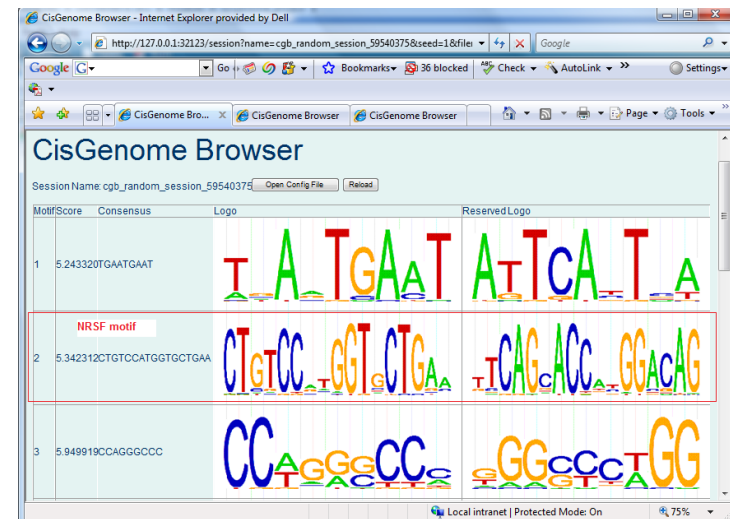 CisGenome Browser - Internet Explorer provided by Dell
http://127.0.0.1:32123/session?name=cgb_random_session_59540375&seed=1&file
Google
Google G Go Bookmarks 36 blocked Check AutoLink » Settings
CisGenome Bro... x CisGenome Browser CisGenome Browser Page Tools »
CisGenome Browser
Session Name: cgb_random_session_59540375 Open Config File Reload
Motif Score Consensus Logo Reserved Logo
1 5.243320 TGAATGAAT
NRSF motif
2 5.342312 CTGTCCATGGTGCTGAA
3 5.949919 CCAGGGCCC
Local intranet | Protected Mode: On 75%